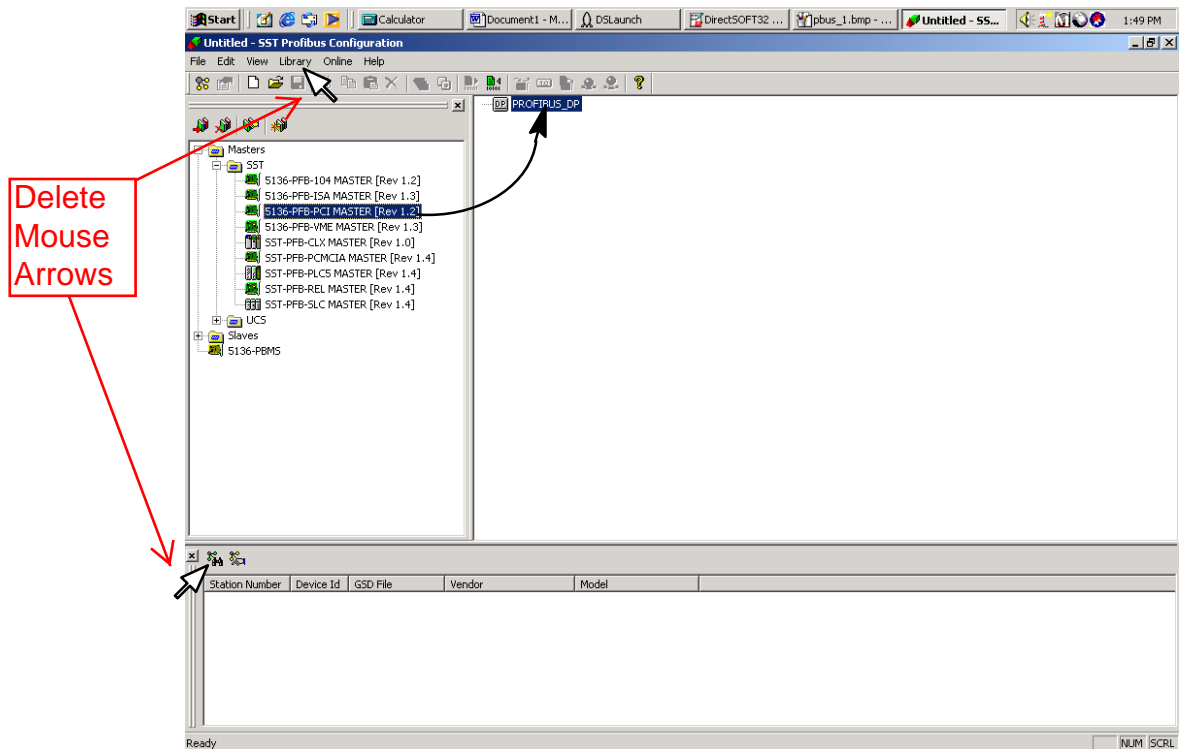 Start
Calculator
Document1 - M...
DSLaunch
DirectSOFT32 ...
pbus_1.bmp - ...
Untitled - SS...
1:49 PM
Untitled - SST Profibus Configuration
File Edit View Library Online Help
DP PROFIBUS_DP
Masters
SST
5136-PFB-104 MASTER [Rev 1.2]
5136-PFB-ISA MASTER [Rev 1.3]
5136-PFB-PCI MASTER [Rev 1.2]
5136-PFB-VME MASTER [Rev 1.3]
SST-PFB-CLX MASTER [Rev 1.0]
SST-PFB-PCMCIA MASTER [Rev 1.4]
SST-PFB-PLC5 MASTER [Rev 1.4]
SST-PFB-REL MASTER [Rev 1.4]
SST-PFB-SLC MASTER [Rev 1.4]
UCS
Slaves
5136-PBMS
Delete
Mouse
Arrows
Station Number Device Id GSD File Vendor Model
Ready
NUM SCRL